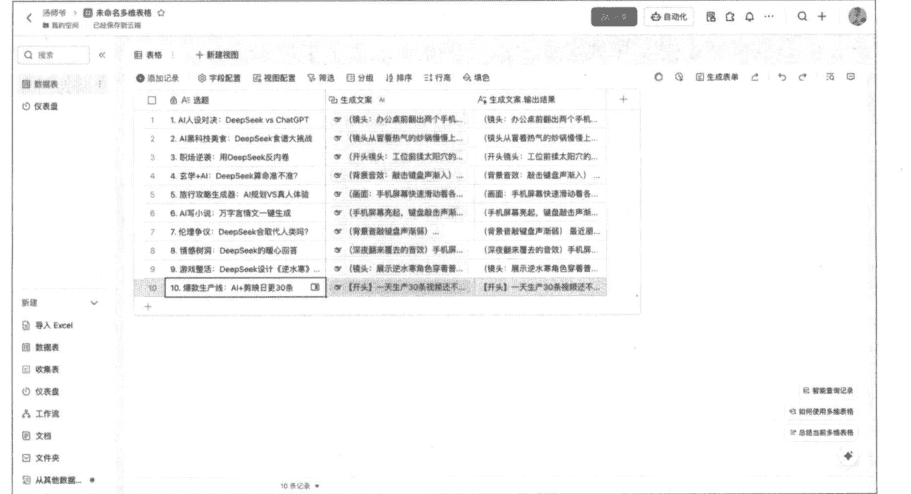 汤师爷 > 未命名多维表格
我的空间 已经保存到云端
自动化
搜索
数据表
仪表盘
表格
+ 新建视图
添加记录 字段配置 视图配置 筛选 分组 排序 行高 填色
生成表单
选题 生成文案 AI 生成文案.输出结果
1 1. AI人设对决：DeepSeek vs ChatGPT （镜头：办公桌前翻出两个手机... （镜头：办公桌前翻出两个手机...
2 2. AI黑科技美食：DeepSeek食谱大挑战 （镜头从冒着热气的炒锅慢慢上... （镜头从冒着热气的炒锅慢慢上...
3 3. 职场逆袭：用DeepSeek反内卷 （开头镜头：工位前揉太阳穴的... （开头镜头：工位前揉太阳穴的...
4 4. 玄学+AI：DeepSeek算命准不准？ （背景音效：敲击键盘声渐入）... （背景音效：敲击键盘声渐入）...
5 5. 旅行攻略生成器：AI规划VS真人体验 （画面：手机屏幕快速滑动着各... （画面：手机屏幕快速滑动着各...
6 6. AI写小说：万字言情文一键生成 （手机屏幕亮起，键盘敲击声渐... （手机屏幕亮起，键盘敲击声渐...
7 7. 伦理争议：DeepSeek会取代人类吗？ （背景音敲键盘声渐弱）... （背景音敲键盘声渐弱） 最近朋...
8 8. 情感树洞：DeepSeek的暖心回答 （深夜翻来覆去的音效）手机屏... （深夜翻来覆去的音效）手机屏...
9 9. 游戏整活：DeepSeek设计《逆水寒》... （镜头：展示逆水寒角色穿着普... （镜头：展示逆水寒角色穿着普...
10 10. 爆款生产线：AI+剪映日更30条 【开头】一天生产30条视频还不... 【开头】一天生产30条视频还不...
新建
导入 Excel
数据表
收集表
仪表盘
工作流
文档
文件夹
从其他数据...
智能查询记录
如何使用多维表格
总结当前多维表格
10 条记录